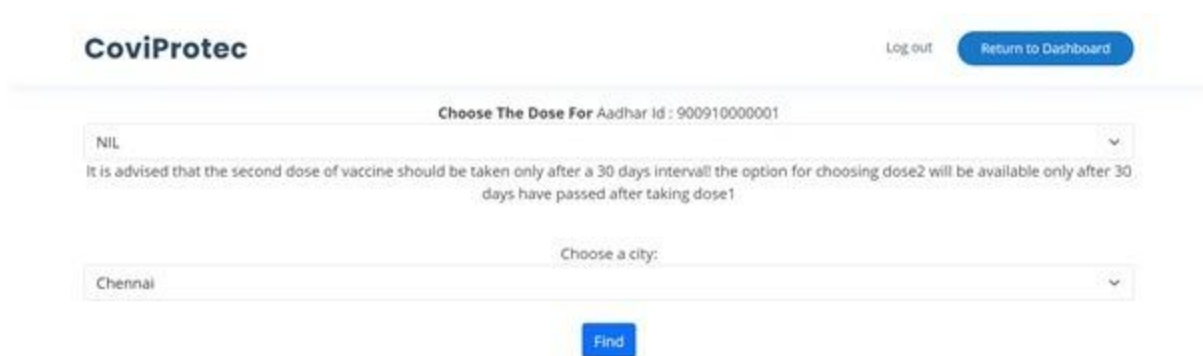 CoviProtec
Log out
Return to Dashboard
Choose The Dose For Aadhar Id : 900910000001
NIL
It is advised that the second dose of vaccine should be taken only after a 30 days interval! the option for choosing dose2 will be available only after 30
days have passed after taking dose1
Choose a city:
Chennai
Find